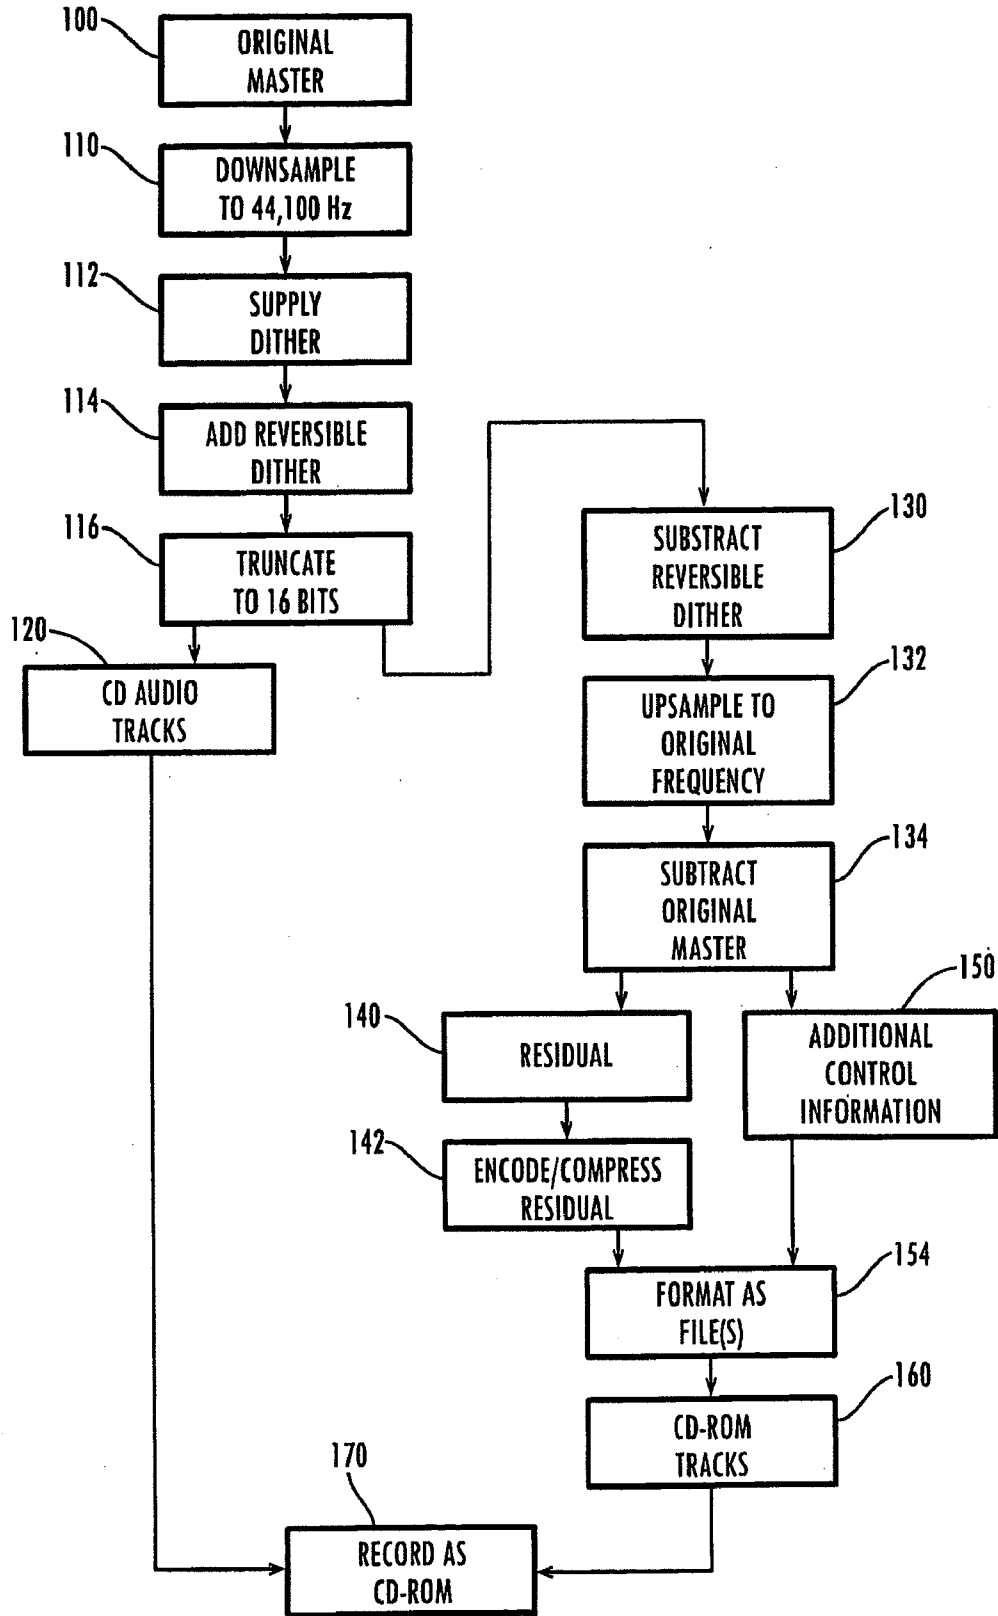 100
ORIGINAL
MASTER
110
DOWNSAMPLE
TO 44,100 Hz
112
SUPPLY
DITHER
114
ADD REVERSIBLE
DITHER
116
TRUNCATE
TO 16 BITS
120
CD AUDIO
TRACKS
130
SUBSTRACT
REVERSIBLE
DITHER
132
UPSAMPLE TO
ORIGINAL
FREQUENCY
134
SUBTRACT
ORIGINAL
MASTER
140
RESIDUAL
150
ADDITIONAL
CONTROL
INFORMATION
142
ENCODE/COMPRESS
RESIDUAL
154
FORMAT AS
FILE(S)
160
CD-ROM
TRACKS
170
RECORD AS
CD-ROM